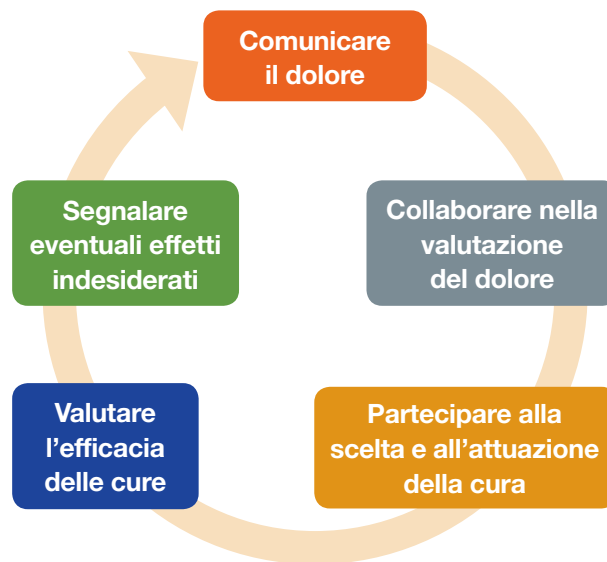 Comunicare
il dolore
Collaborare nella
valutazione
del dolore
Partecipare alla
scelta e all’attuazione
della cura
Valutare
l’efficacia
delle cure
Segnalare
eventuali effetti
indesiderati